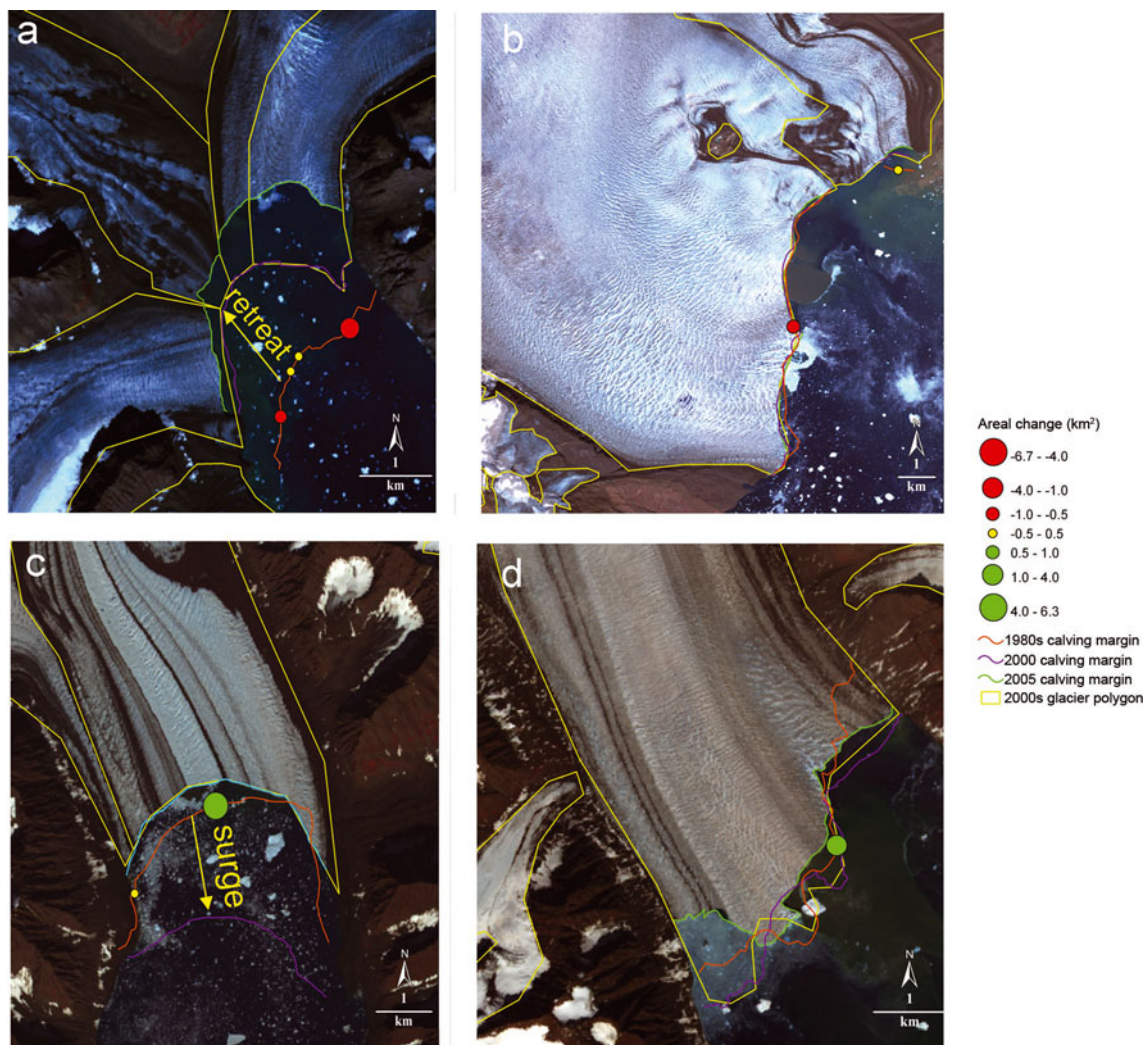 a
retreat
N
1
km
b
N
1
km
Areal change (km²)
-6.7 - -4.0
-4.0 - -1.0
-1.0 - -0.5
-0.5 - 0.5
0.5 - 1.0
1.0 - 4.0
4.0 - 6.3
1980s calving margin
2000 calving margin
2005 calving margin
2000s glacier polygon
c
surge
N
1
km
d
N
1
km